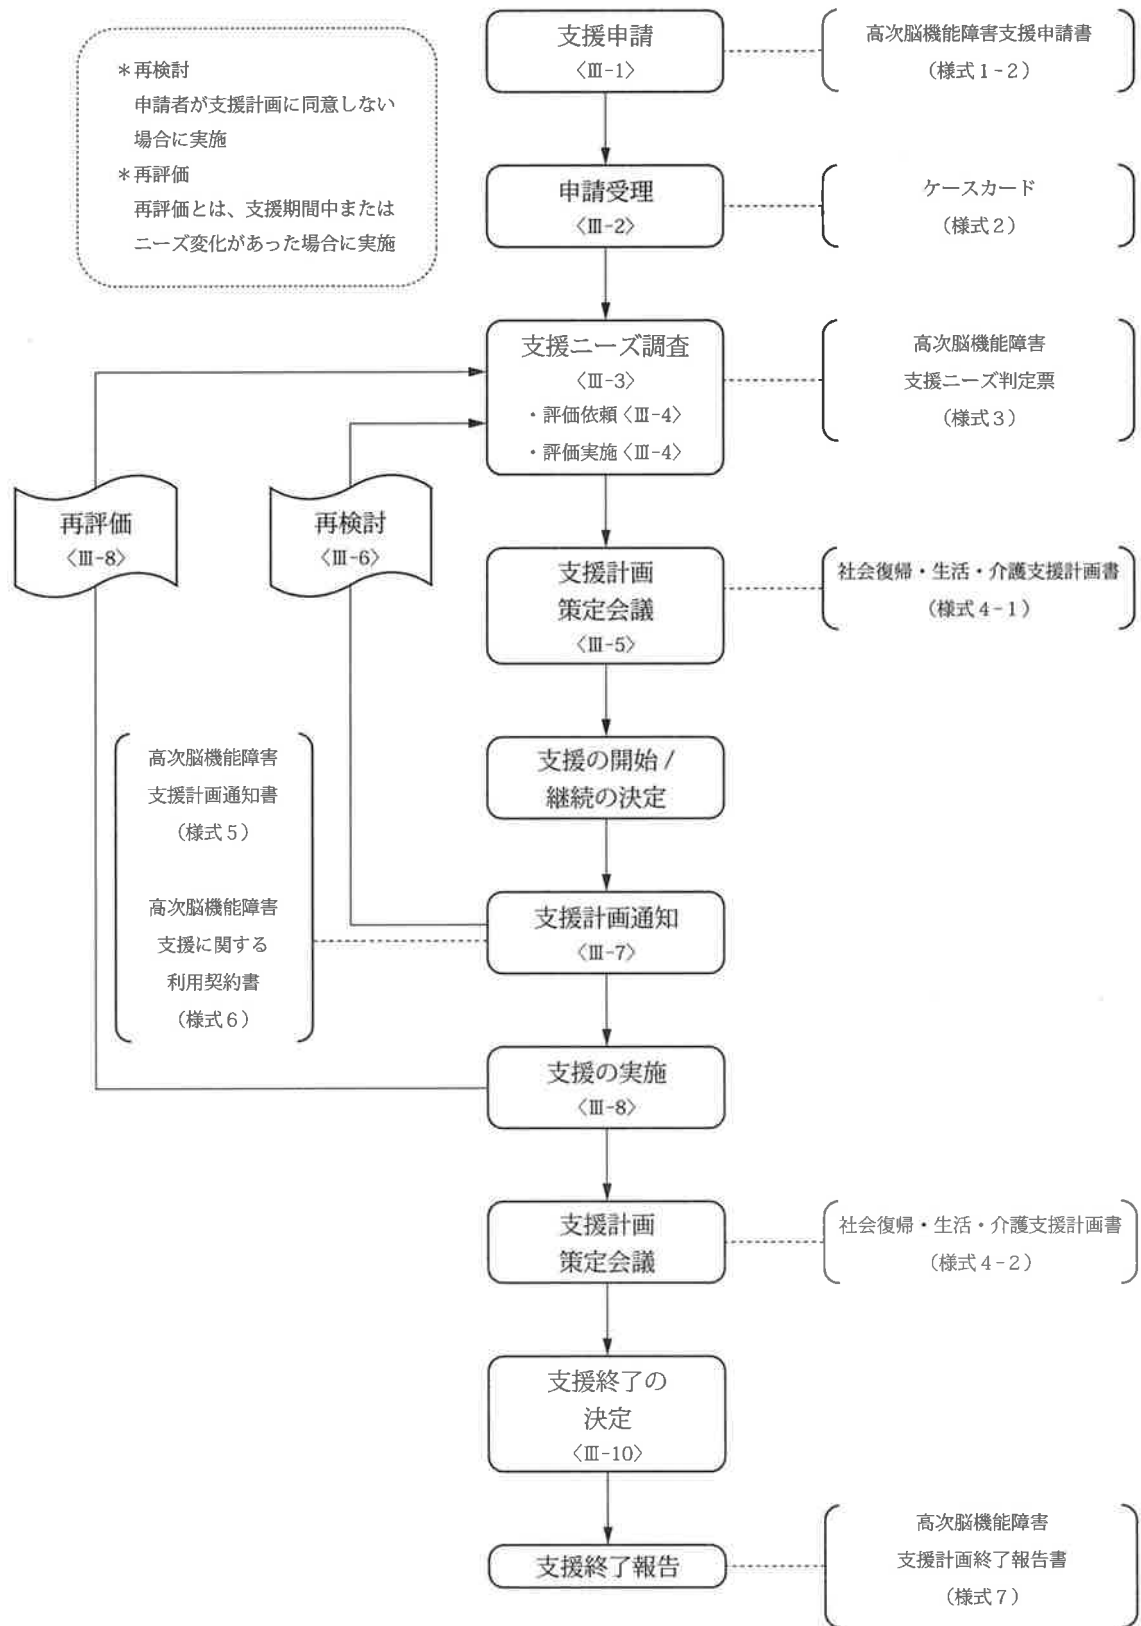 支援申請
〈Ⅲ-1〉
高次脳機能障害支援申請書
（様式1-2）
＊再検討
申請者が支援計画に同意しない
場合に実施
＊再評価
再評価とは、支援期間中または
ニーズ変化があった場合に実施
申請受理
〈Ⅲ-2〉
ケースカード
（様式2）
支援ニーズ調査
〈Ⅲ-3〉
・評価依頼〈Ⅲ-4〉
・評価実施〈Ⅲ-4〉
高次脳機能障害
支援ニーズ判定票
（様式3）
再評価
〈Ⅲ-8〉
再検討
〈Ⅲ-6〉
支援計画
策定会議
〈Ⅲ-5〉
社会復帰・生活・介護支援計画書
（様式4-1）
支援の開始/
継続の決定
高次脳機能障害
支援計画通知書
（様式5）
高次脳機能障害
支援に関する
利用契約書
（様式6）
支援計画通知
〈Ⅲ-7〉
支援の実施
〈Ⅲ-8〉
支援計画
策定会議
社会復帰・生活・介護支援計画書
（様式4-2）
支援終了の
決定
〈Ⅲ-10〉
支援終了報告
高次脳機能障害
支援計画終了報告書
（様式7）